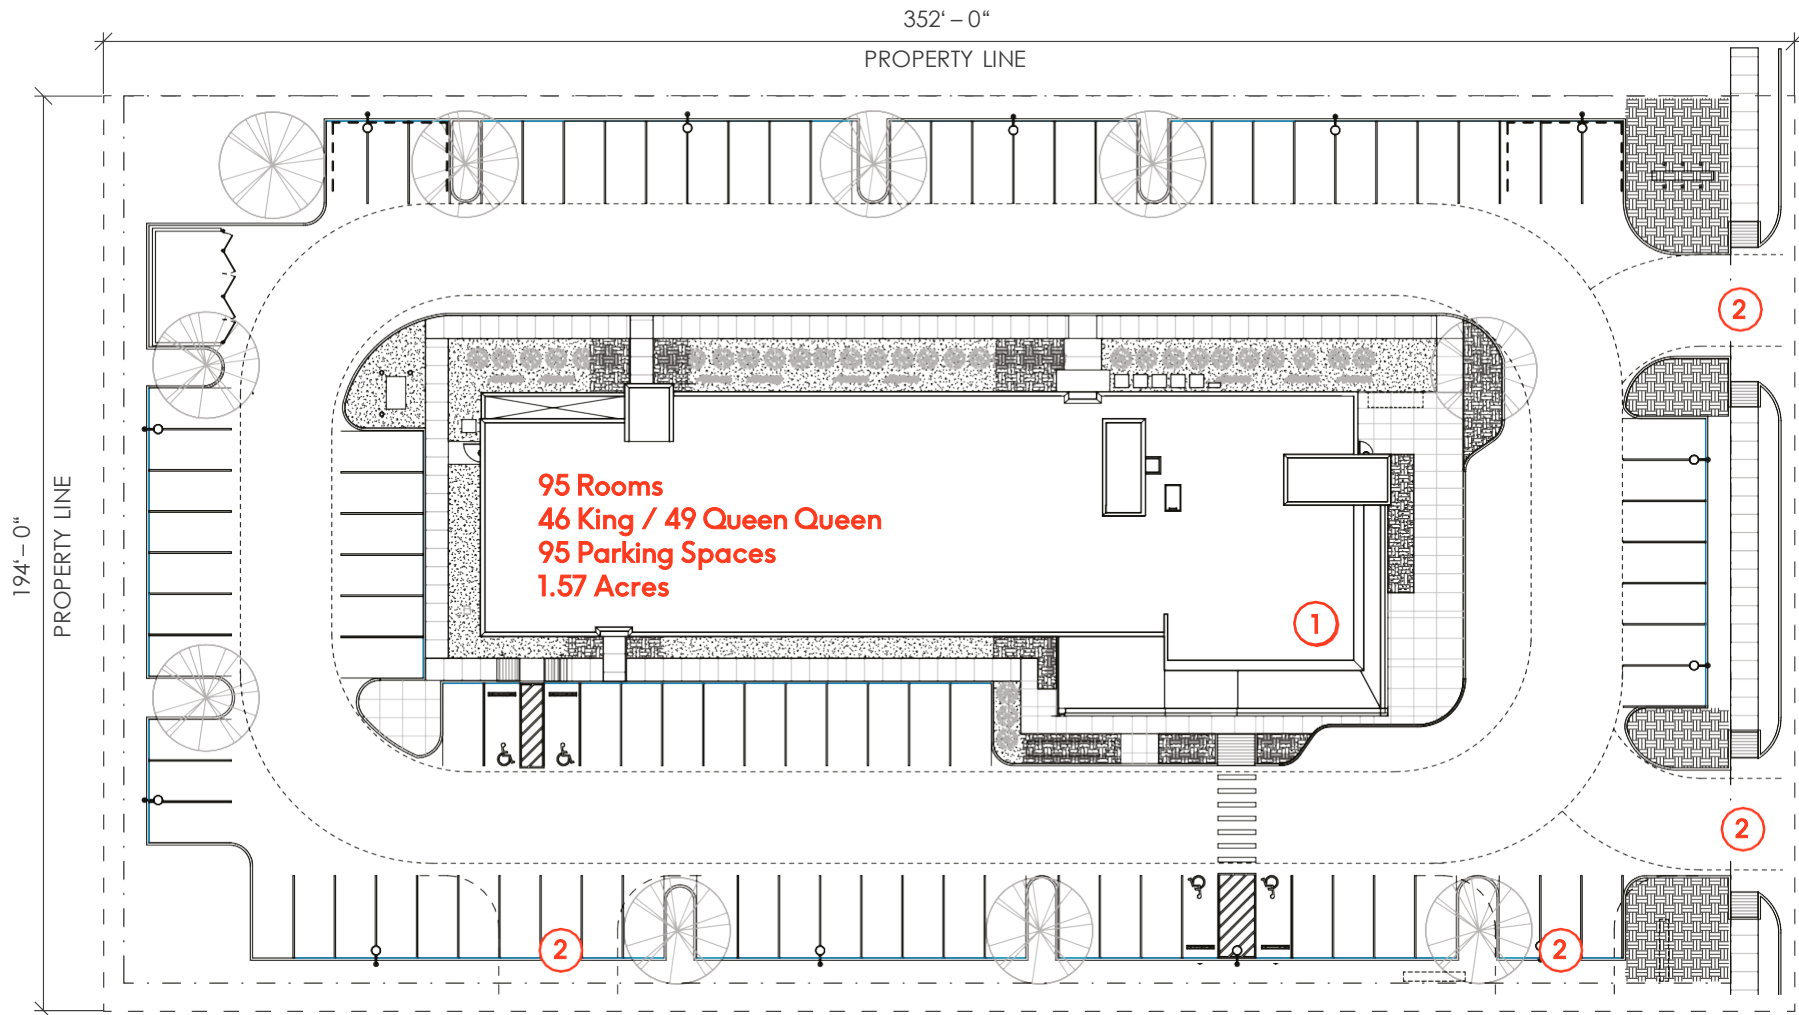 352‘ – 0“
PROPERTY LINE
194‘ – 0“
PROPERTY LINE
2
95 Rooms
46 King / 49 Queen Queen
95 Parking Spaces
1.57 Acres
1
2
2
2